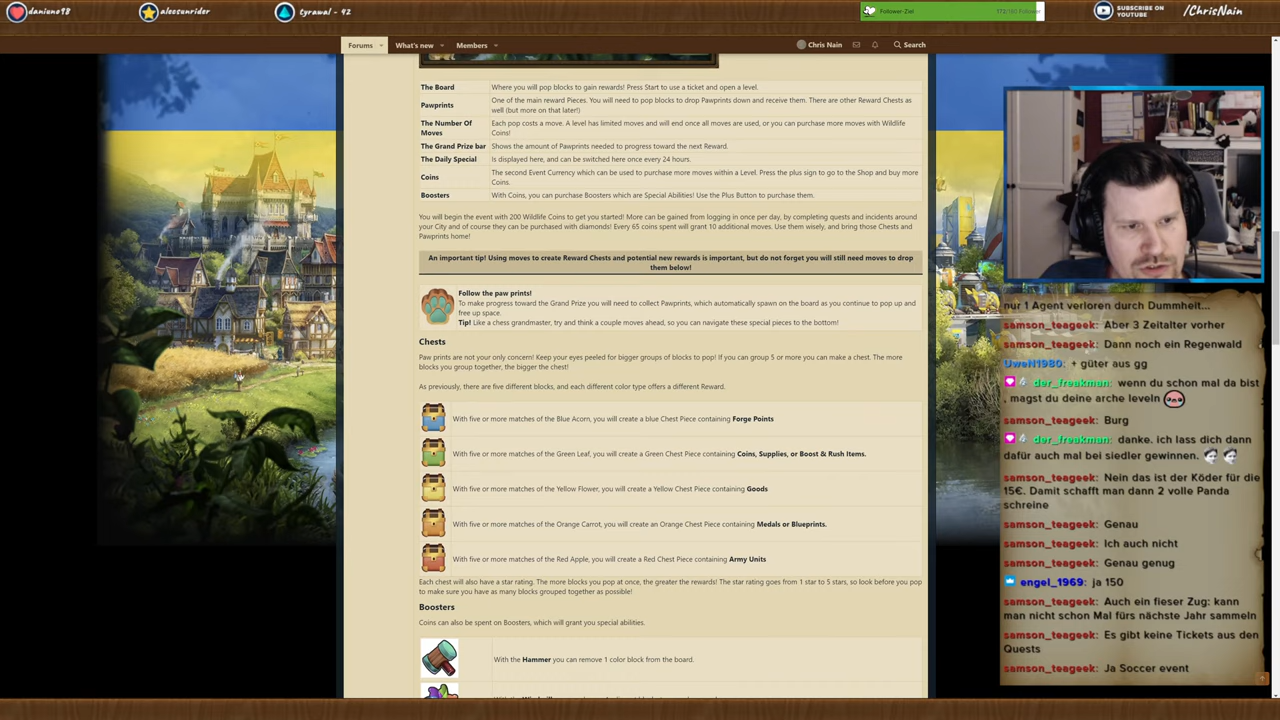 daniuno98
aleesunrider
tyrawal - 42
Follower-Ziel
SUBSCRIBE ON
YOUTUBE
/ChrisNain
Forums
What's new
Members
Chris Nain
Search
The Board
Where you will pop blocks to gain rewards! Press Start to use a ticket and open a level.
Pawprints
One of the main reward Pieces. You will need to pop blocks to drop Pawprints down and receive them. There are other Reward Chests as
well (but more on that later!)
The Number Of
Moves
Each pop costs a move. A level has limited moves and will end once all moves are used, or you can purchase more moves with Wildlife
Coins!
The Grand Prize bar
Shows the amount of Pawprints needed to progress toward the next Reward.
The Daily Special
Is displayed here, and can be switched here once every 24 hours.
Coins
The second Event Currency which can be used to purchase more moves within a Level. Press the plus sign to go to the Shop and buy more
Coins.
Boosters
With Coins, you can purchase Boosters which are Special Abilities! Use the Plus Button to purchase them.
You will begin the event with 200 Wildlife Coins to get you started! More can be gained from logging in once per day, by completing quests and incidents around
your City and of course they can be purchased with diamonds! Every 65 coins spent will grant 10 additional moves. Use them wisely, and bring those Chests and
Pawprints home!
An important tip! Using moves to create Reward Chests and potential new rewards is important, but do not forget you will still need moves to drop
them below!
Follow the paw prints!
To make progress toward the Grand Prize you will need to collect Pawprints, which automatically spawn on the board as you continue to pop up and
free up space.
Tip! Like a chess grandmaster, try and think a couple moves ahead, so you can navigate these special pieces to the bottom!
Chests
Paw prints are not your only concern! Keep your eyes peeled for bigger groups of blocks to pop! If you can group 5 or more you can make a chest. The more
blocks you group together, the bigger the chest!
As previously, there are five different blocks, and each different color type offers a different Reward.
With five or more matches of the Blue Acorn, you will create a blue Chest Piece containing Forge Points
With five or more matches of the Green Leaf, you will create a Green Chest Piece containing Coins, Supplies, or Boost & Rush Items.
With five or more matches of the Yellow Flower, you will create a Yellow Chest Piece containing Goods
With five or more matches of the Orange Carrot, you will create an Orange Chest Piece containing Medals or Blueprints.
With five or more matches of the Red Apple, you will create a Red Chest Piece containing Army Units
Each chest will also have a star rating. The more blocks you pop at once, the greater the rewards! The star rating goes from 1 star to 5 stars, so look before you pop
to make sure you have as many blocks grouped together as possible!
Boosters
Coins can also be spent on Boosters, which will grant you special abilities.
With the Hammer you can remove 1 color block from the board.
nur 1 Agent verloren durch Dummheit...
samson_teageek: Aber 3 Zeitalter vorher
samson_teageek: Dann noch ein Regenwald
UweN1980: + güter aus gg
der_freakman: wenn du schon mal da bist
, magst du deine arche leveln
samson_teageek: Burg
der_freakman: danke. ich lass dich dann
dafür auch mal bei siedler gewinnen.
samson_teageek: Nein das ist der Köder für die
15€. Damit schafft man dann 2 volle Panda
schreine
samson_teageek: Genau
samson_teageek: Ich auch nicht
samson_teageek: Genau genug
engel_1969: ja 150
samson_teageek: Auch ein fieser Zug: kann
man nicht schon Mal fürs nächste Jahr sammeln
samson_teageek: Es gibt keine Tickets aus den
Quests
samson_teageek: Ja Soccer event